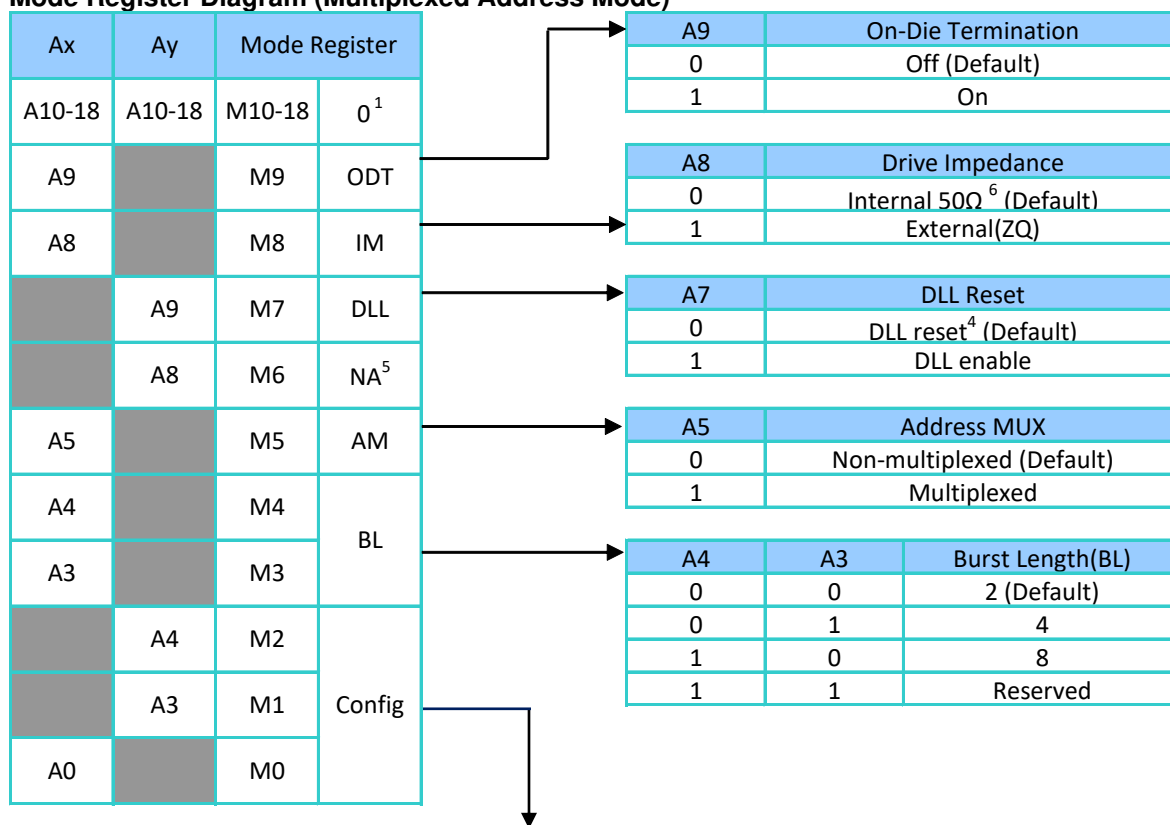 Mode Register Diagram (Multiplexed Address Mode)
Ax Ay Mode Register
A10-18 A10-18 M10-18 0¹
A9 M9 ODT
A8 M8 IM
A9 M7 DLL
A8 M6 NA⁵
A5 M5 AM
A4 M4
BL
A3 M3
A4 M2
A3 M1 Config
A0 M0
A9 On-Die Termination
0 Off (Default)
1 On
A8 Drive Impedance
0 Internal 50Ω ⁶ (Default)
1 External(ZQ)
A7 DLL Reset
0 DLL reset⁴ (Default)
1 DLL enable
A5 Address MUX
0 Non-multiplexed (Default)
1 Multiplexed
A4 A3 Burst Length(BL)
0 0 2 (Default)
0 1 4
1 0 8
1 1 Reserved